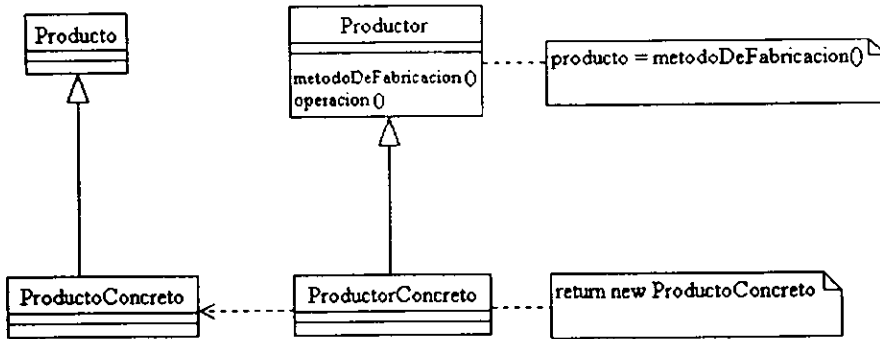 Producto
Productor
metodoDeFabricacion()
operacion()
producto = metodoDeFabricacion()
ProductoConcreto
ProductorConcreto
return new ProductoConcreto